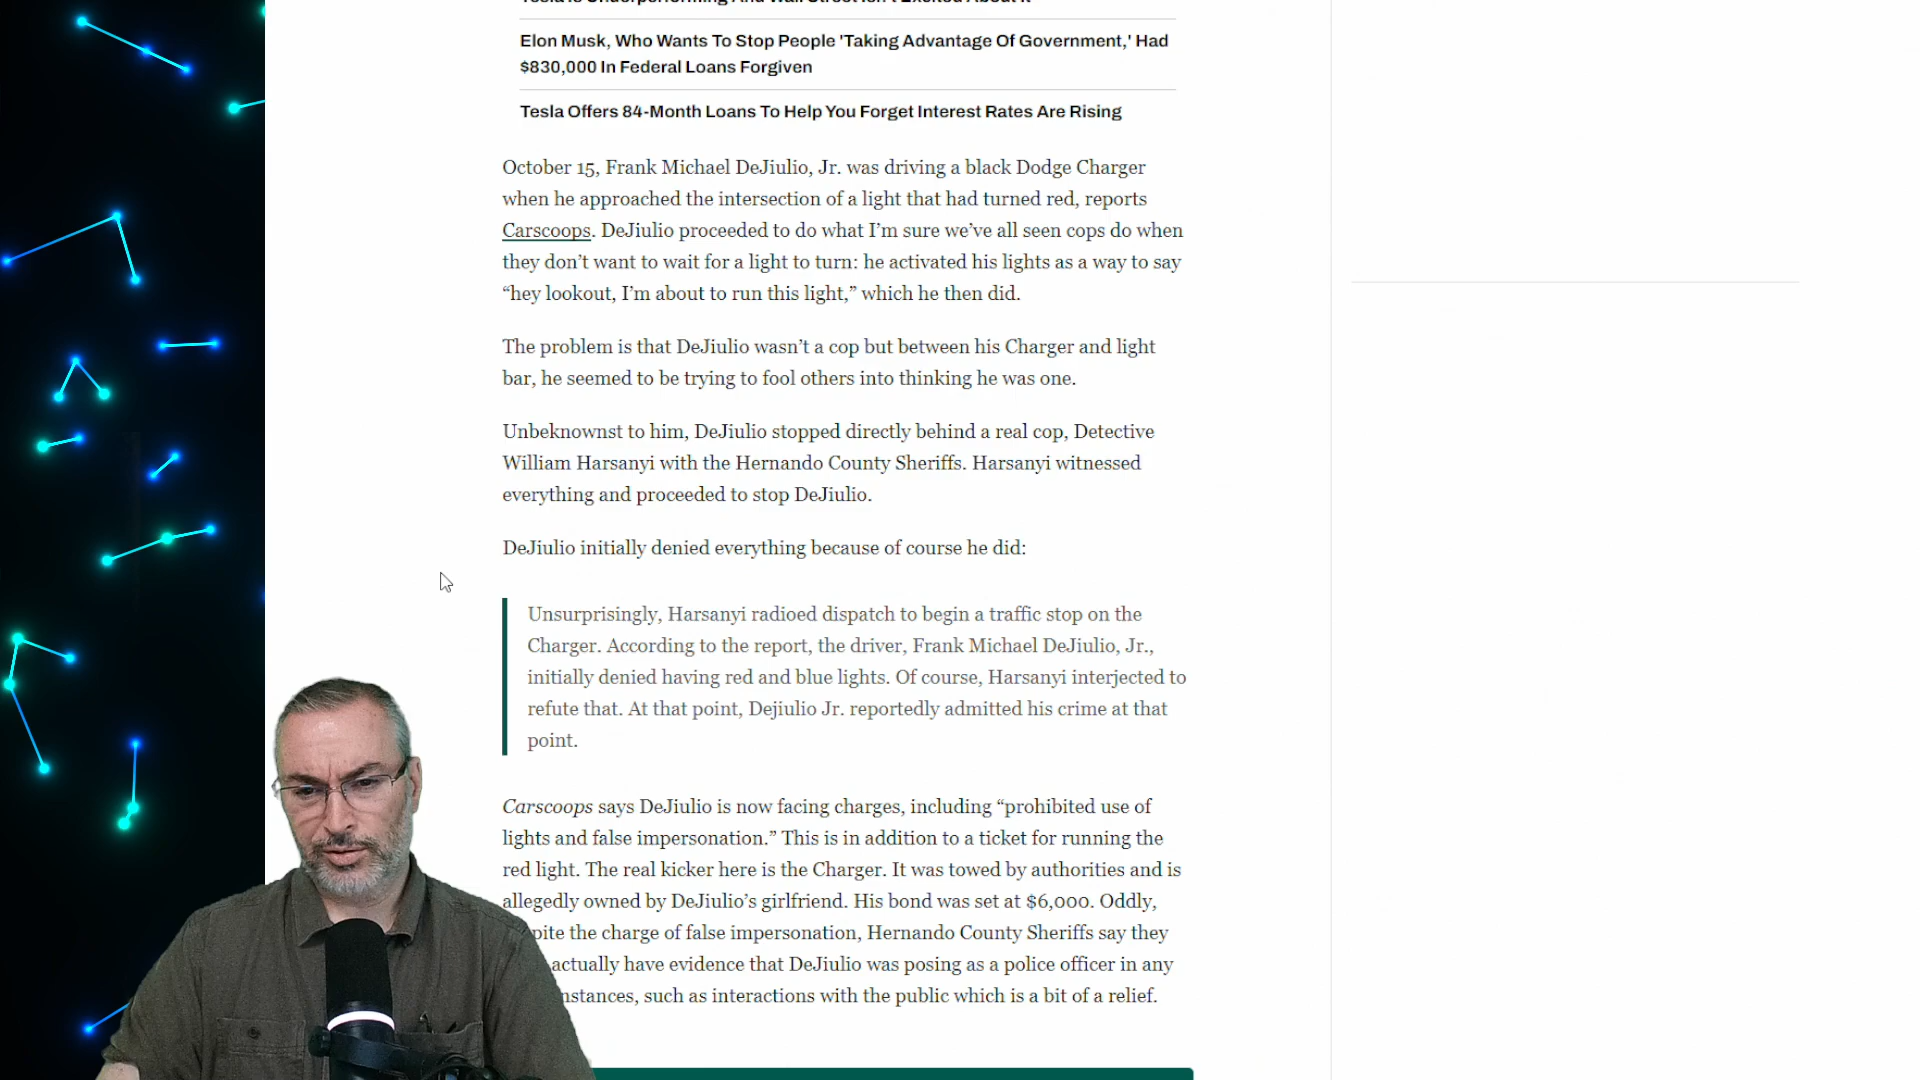 Elon Musk, Who Wants To Stop People 'Taking Advantage Of Government,' Had
$830,000 In Federal Loans Forgiven
Tesla Offers 84-Month Loans To Help You Forget Interest Rates Are Rising
October 15, Frank Michael DeJiulio, Jr. was driving a black Dodge Charger
when he approached the intersection of a light that had turned red, reports
Carscoops. DeJiulio proceeded to do what I’m sure we’ve all seen cops do when
they don’t want to wait for a light to turn: he activated his lights as a way to say
“hey lookout, I’m about to run this light,” which he then did.
The problem is that DeJiulio wasn’t a cop but between his Charger and light
bar, he seemed to be trying to fool others into thinking he was one.
Unbeknownst to him, DeJiulio stopped directly behind a real cop, Detective
William Harsanyi with the Hernando County Sheriffs. Harsanyi witnessed
everything and proceeded to stop DeJiulio.
DeJiulio initially denied everything because of course he did:
Unsurprisingly, Harsanyi radioed dispatch to begin a traffic stop on the
Charger. According to the report, the driver, Frank Michael DeJiulio, Jr.,
initially denied having red and blue lights. Of course, Harsanyi interjected to
refute that. At that point, Dejiulio Jr. reportedly admitted his crime at that
point.
Carscoops says DeJiulio is now facing charges, including “prohibited use of
lights and false impersonation.” This is in addition to a ticket for running the
red light. The real kicker here is the Charger. It was towed by authorities and is
allegedly owned by DeJiulio’s girlfriend. His bond was set at $6,000. Oddly,
the charge of false impersonation, Hernando County Sheriffs say they
actually have evidence that DeJiulio was posing as a police officer in any
such as interactions with the public which is a bit of a relief.